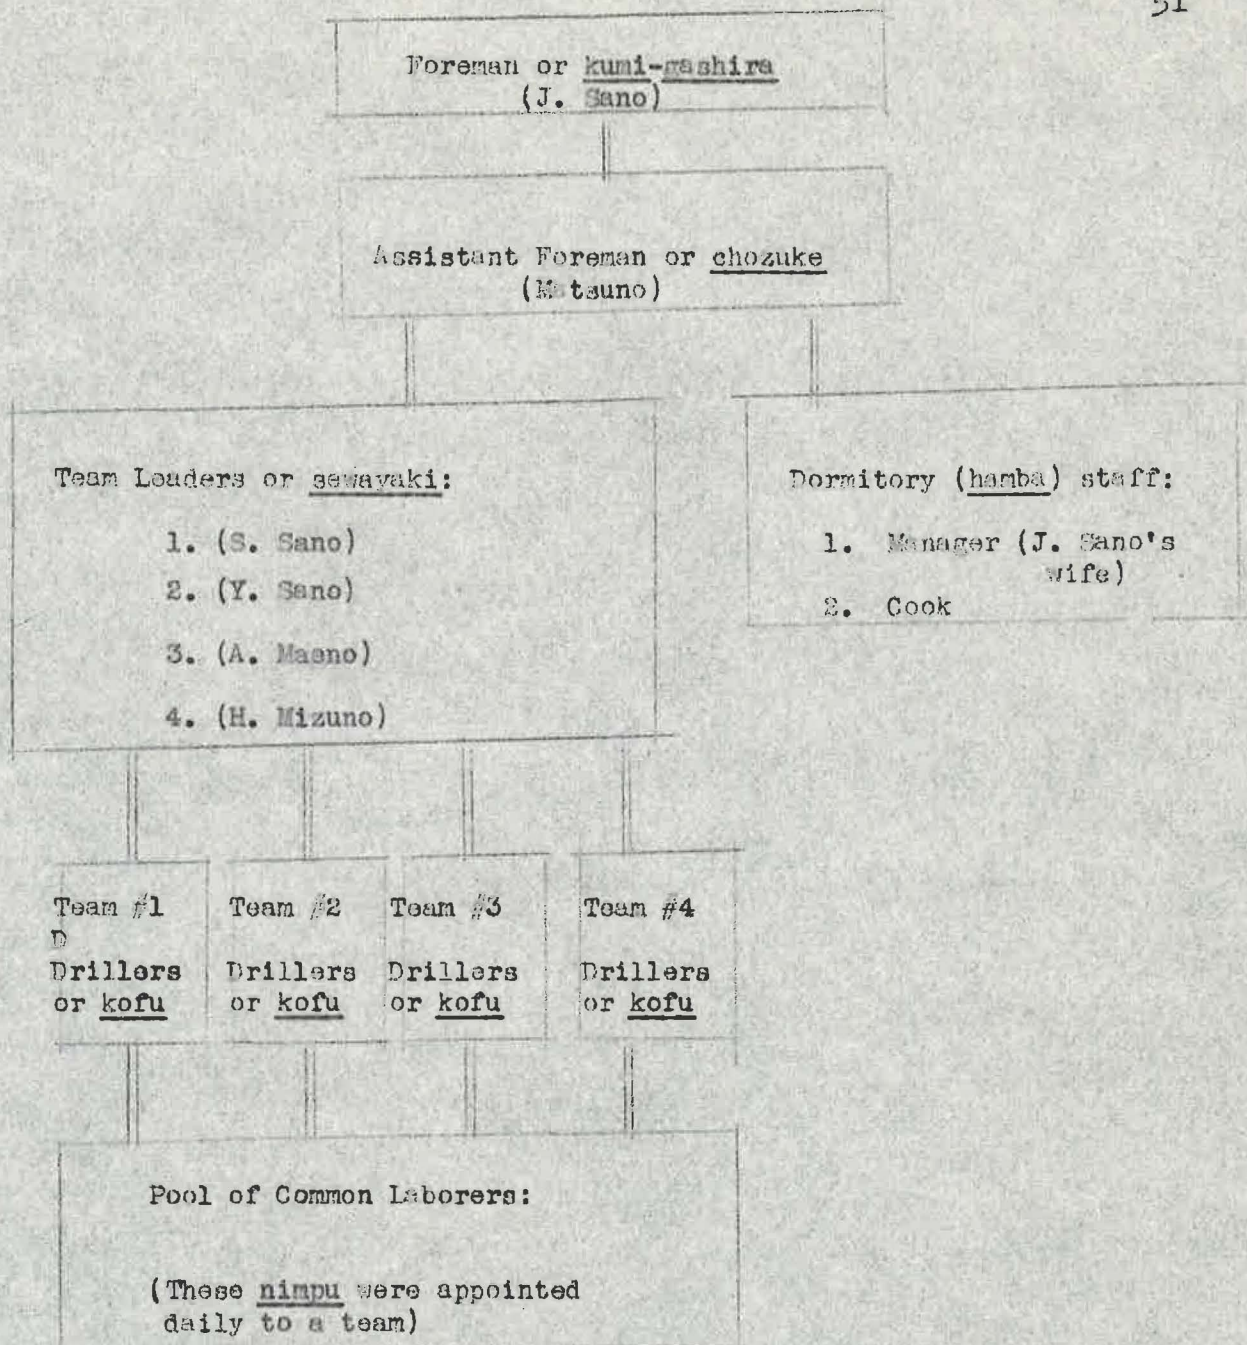 51
Foreman or kumi-gashira
(J. Sano)
Assistant Foreman or chozuke
(Matsuno)
Team Leaders or sewayaki:
1. (S. Sano)
2. (Y. Sano)
3. (A. Masno)
4. (H. Mizuno)
Dormitory (hamba) staff:
1. Manager (J. Sano's
wife)
2. Cook
Team #1
D
Drillers
or kofu
Team #2
Drillers
or kofu
Team #3
Drillers
or kofu
Team #4
Drillers
or kofu
Pool of Common Laborers:
(These nimpu were appointed
daily to a team)